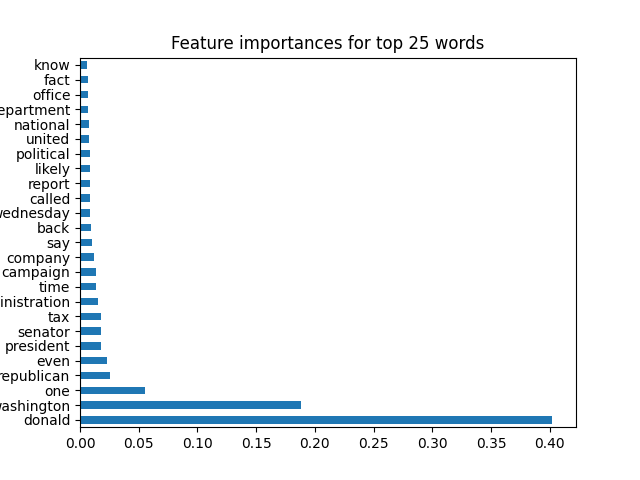 Feature importances for top 25 words
know
fact
office
epartment
national
united
political
likely
report
called
wednesday
back
say
company
campaign
time
inistration
tax
senator
president
even
republican
one
washington
donald
0.00 0.05 0.10 0.15 0.20 0.25 0.30 0.35 0.40